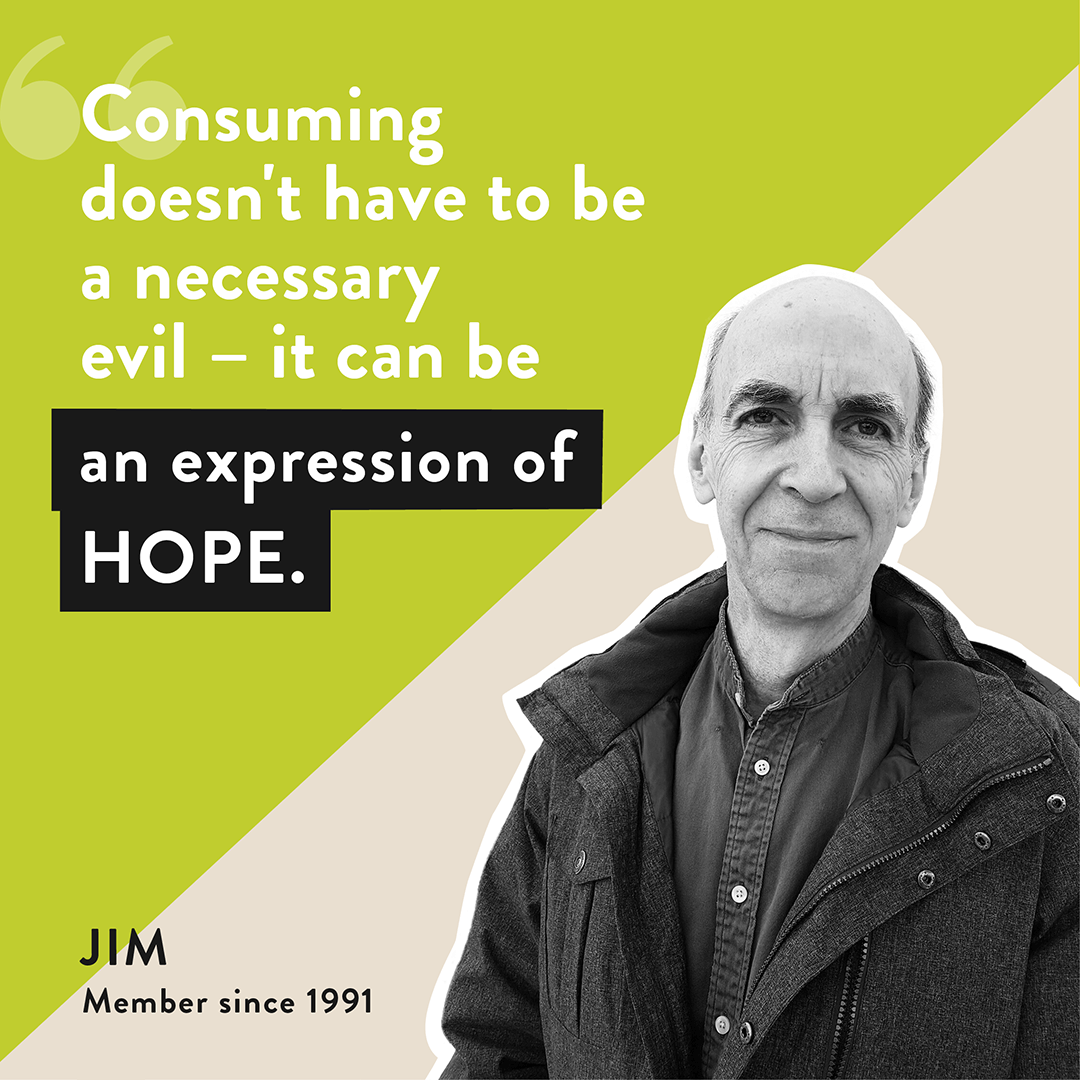 “
Consuming
doesn't have to be
a necessary
evil – it can be
an expression of
HOPE.
JIM
Member since 1991